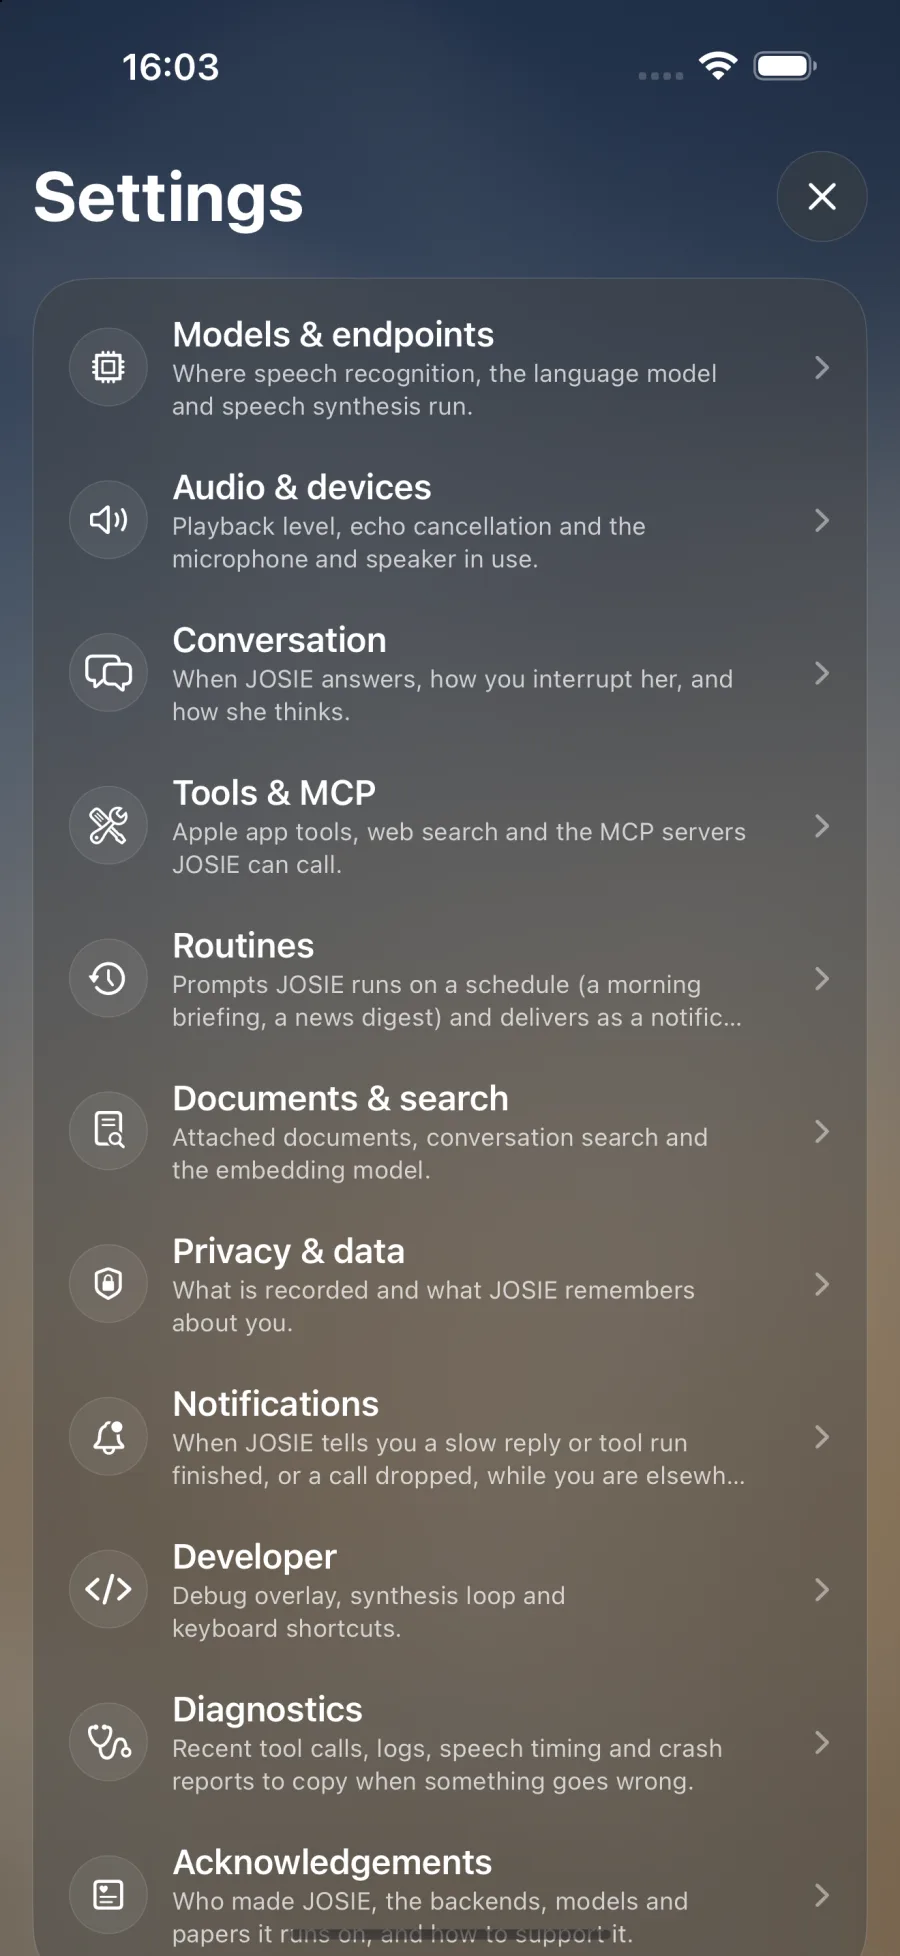 16:03
Settings
Models & endpoints
Where speech recognition, the language model
and speech synthesis run.
Audio & devices
Playback level, echo cancellation and the
microphone and speaker in use.
Conversation
When JOSIE answers, how you interrupt her, and
how she thinks.
Tools & MCP
Apple app tools, web search and the MCP servers
JOSIE can call.
Routines
Prompts JOSIE runs on a schedule (a morning
briefing, a news digest) and delivers as a notific...
Documents & search
Attached documents, conversation search and
the embedding model.
Privacy & data
What is recorded and what JOSIE remembers
about you.
Notifications
When JOSIE tells you a slow reply or tool run
finished, or a call dropped, while you are elsewh...
Developer
Debug overlay, synthesis loop and
keyboard shortcuts.
Diagnostics
Recent tool calls, logs, speech timing and crash
reports to copy when something goes wrong.
Acknowledgements
Who made JOSIE, the backends, models and
papers it runs on, and how to support it.